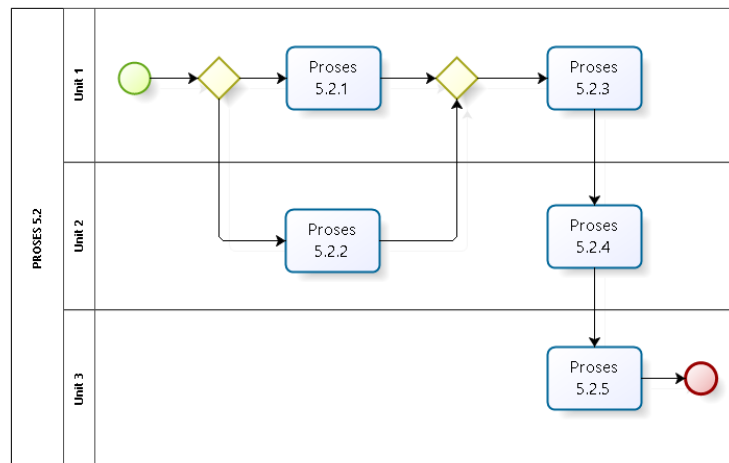 PROSES 5.2
Unit 1
Proses
5.2.1
Proses
5.2.3
Unit 2
Proses
5.2.2
Proses
5.2.4
Unit 3
Proses
5.2.5